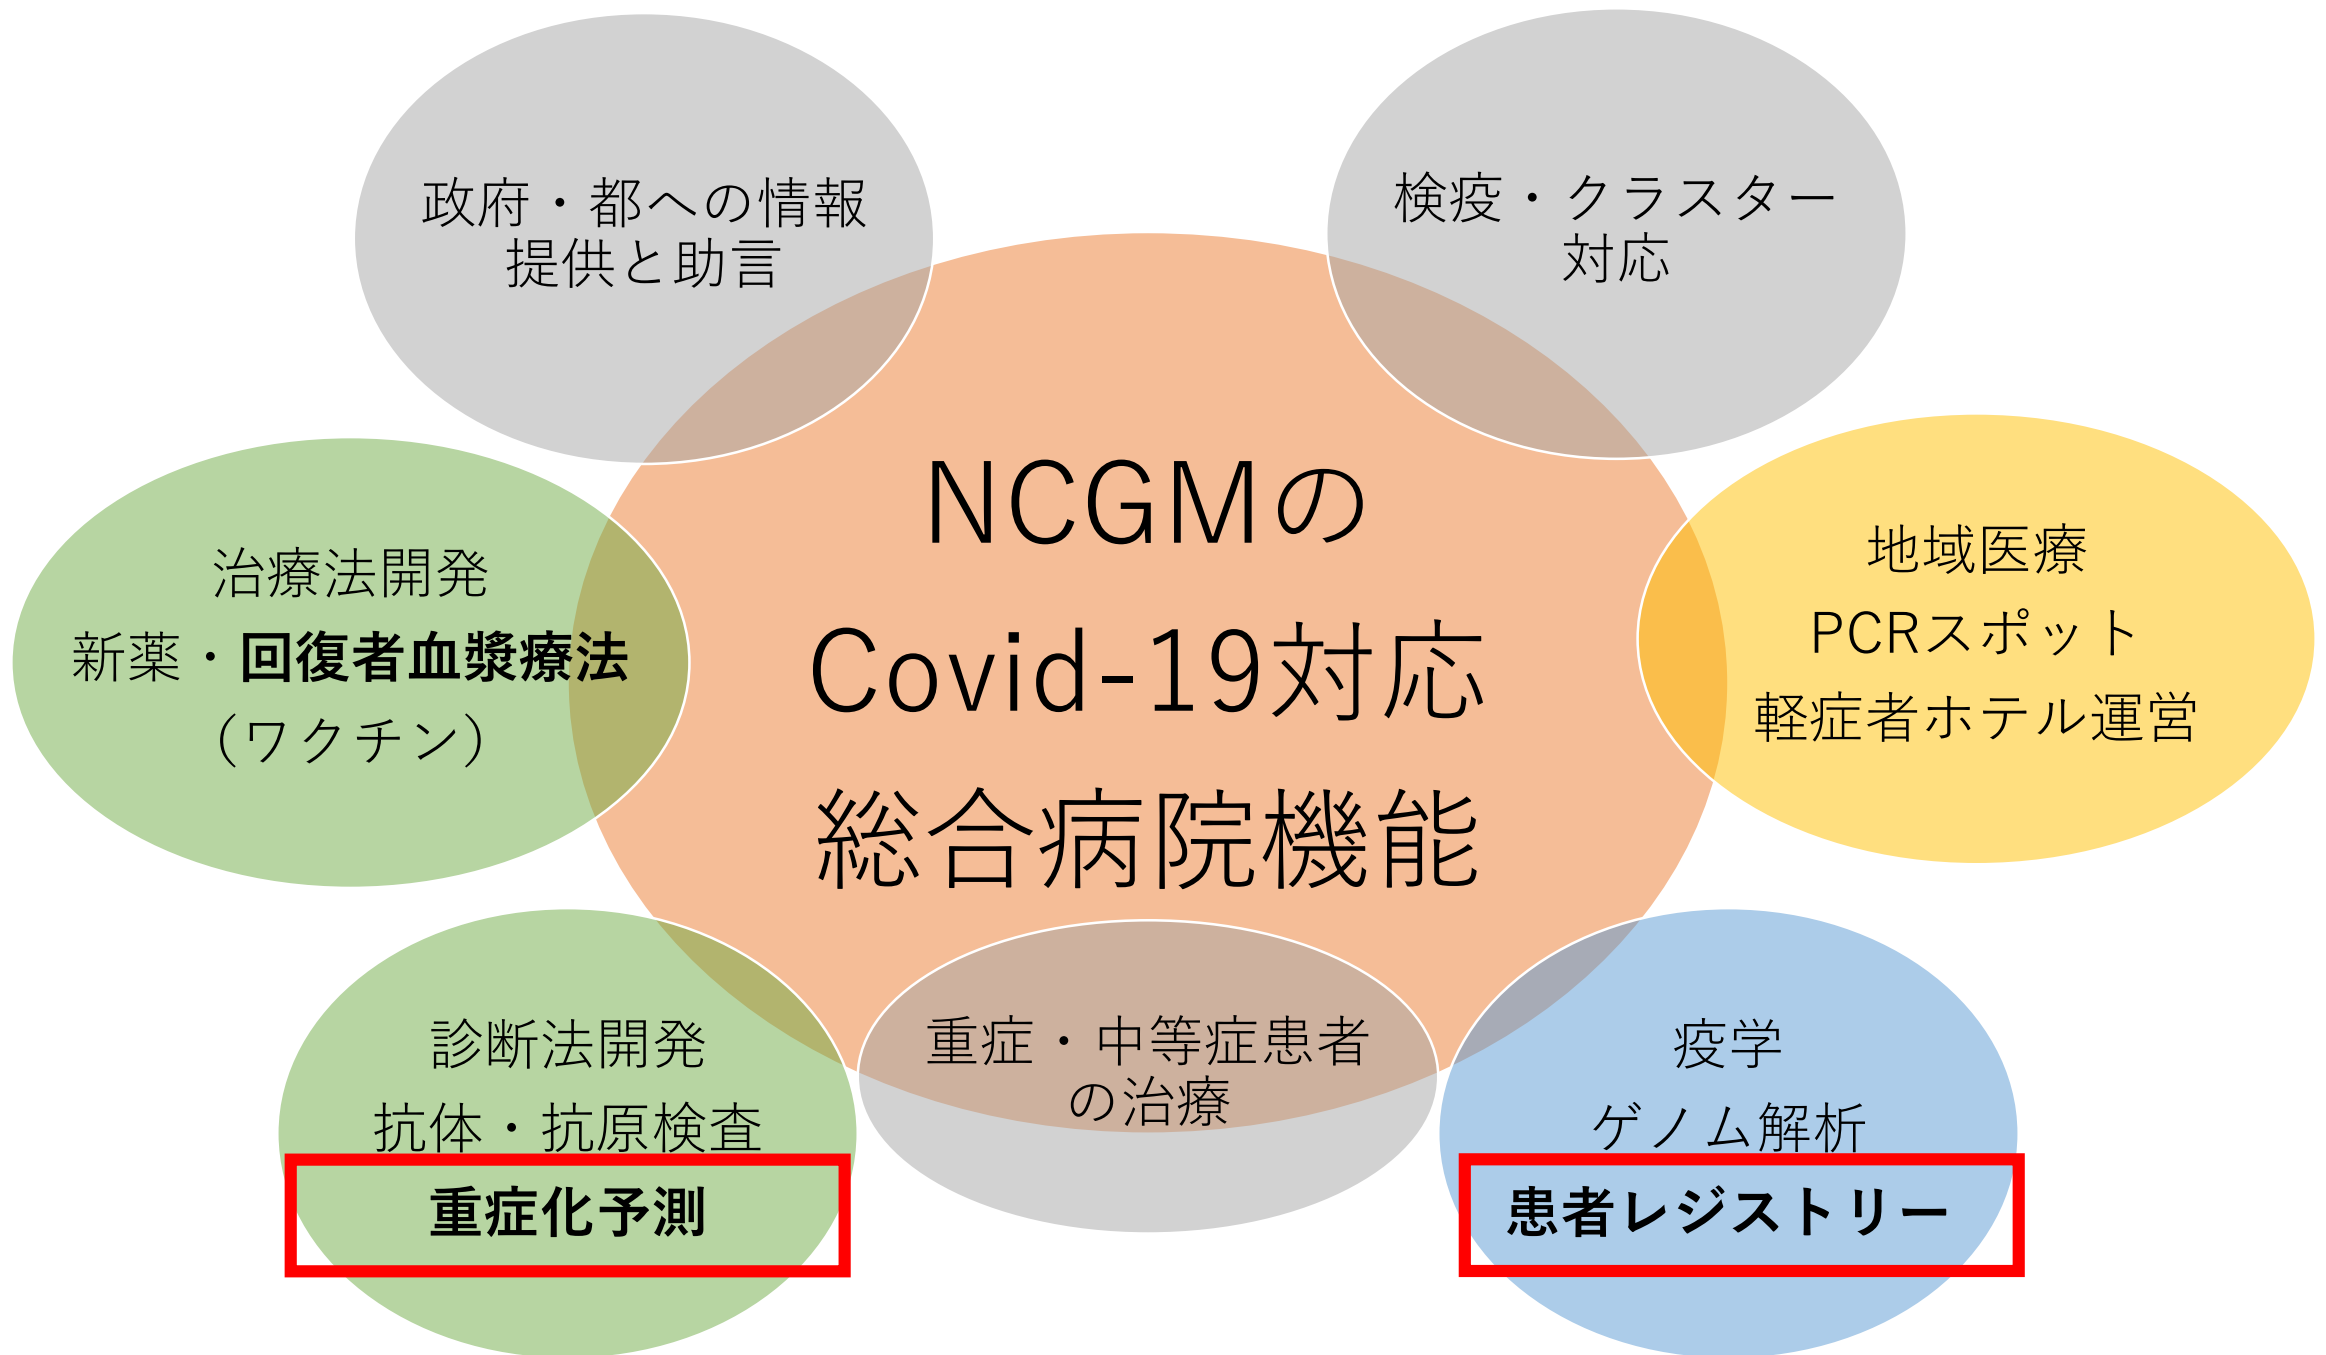 政府・都への情報
提供と助言
検疫・クラスター
対応
NCGMの
Covid-19対応
総合病院機能
治療法開発
新薬・回復者血漿療法
（ワクチン）
地域医療
PCRスポット
軽症者ホテル運営
診断法開発
抗体・抗原検査
重症化予測
重症・中等症患者
の治療
疫学
ゲノム解析
患者レジストリー